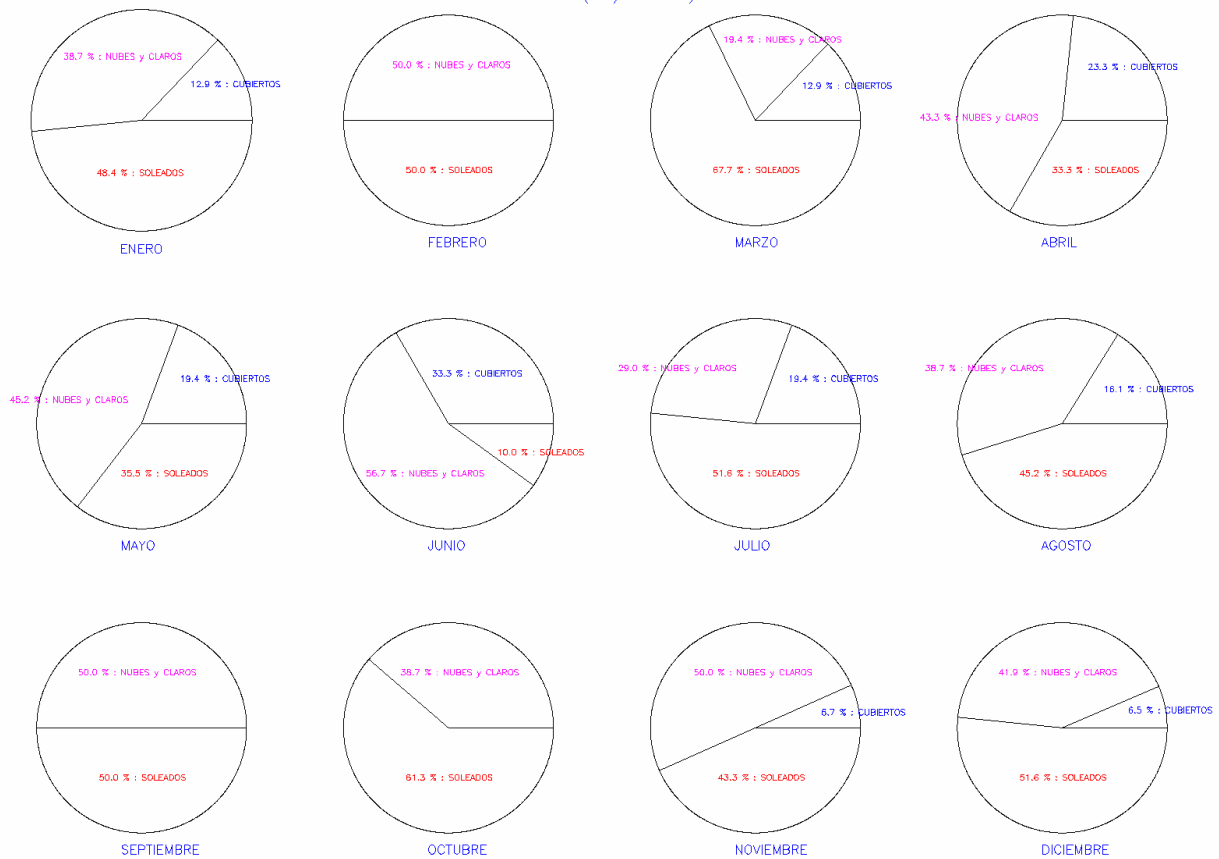 38.7 % : NUBES y CLAROS
12.9 % : CUBIERTOS
48.4 % : SOLEADOS
ENERO
50.0 % : NUBES y CLAROS
50.0 % : SOLEADOS
FEBRERO
19.4 % : NUBES y CLAROS
12.9 % : CUBIERTOS
67.7 % : SOLEADOS
MARZO
23.3 % : CUBIERTOS
43.3 % : NUBES y CLAROS
33.3 % : SOLEADOS
ABRIL
19.4 % : CUBIERTOS
45.2 % : NUBES y CLAROS
35.5 % : SOLEADOS
MAYO
33.3 % : CUBIERTOS
10.0 % : SOLEADOS
56.7 % : NUBES y CLAROS
JUNIO
29.0 % : NUBES y CLAROS
19.4 % : CUBIERTOS
51.6 % : SOLEADOS
JULIO
38.7 % : NUBES y CLAROS
16.1 % : CUBIERTOS
45.2 % : SOLEADOS
AGOSTO
50.0 % : NUBES y CLAROS
50.0 % : SOLEADOS
SEPTIEMBRE
38.7 % : NUBES y CLAROS
61.3 % : SOLEADOS
OCTUBRE
50.0 % : NUBES y CLAROS
6.7 % : CUBIERTOS
43.3 % : SOLEADOS
NOVIEMBRE
41.9 % : NUBES y CLAROS
6.5 % : CUBIERTOS
51.6 % : SOLEADOS
DICIEMBRE